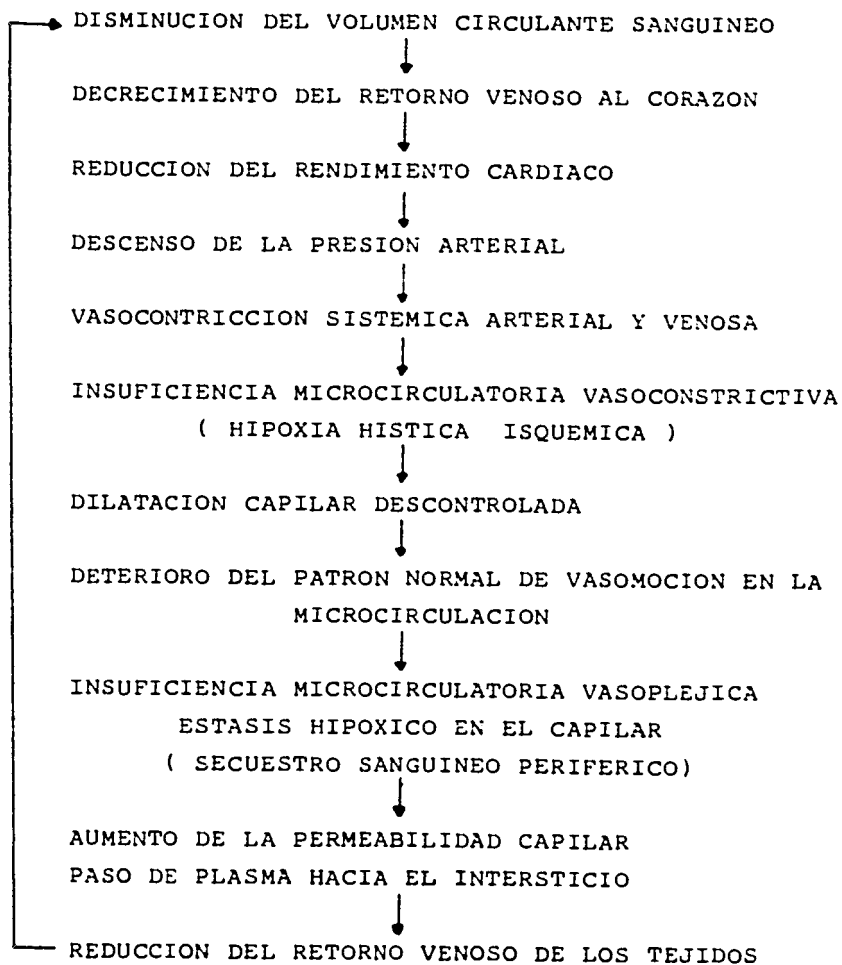 DISMINUCION DEL VOLUMEN CIRCULANTE SANGUINEO
DECRECIMIENTO DEL RETORNO VENOSO AL CORAZON
REDUCCION DEL RENDIMIENTO CARDIACO
DESCENSO DE LA PRESION ARTERIAL
VASOCONTRICCION SISTEMICA ARTERIAL Y VENOSA
INSUFICIENCIA MICROCIRCULATORIA VASOCONSTRICTIVA
( HIPOXIA HISTICA ISQUEMICA )
DILATACION CAPILAR DESCONTROLADA
DETERIORO DEL PATRON NORMAL DE VASOMOCION EN LA
MICROCIRCULACION
INSUFICIENCIA MICROCIRCULATORIA VASOPLEJICA
ESTASIS HIPOXICO EN EL CAPILAR
( SECUESTRO SANGUINEO PERIFERICO)
AUMENTO DE LA PERMEABILIDAD CAPILAR
PASO DE PLASMA HACIA EL INTERSTICIO
REDUCCION DEL RETORNO VENOSO DE LOS TEJIDOS